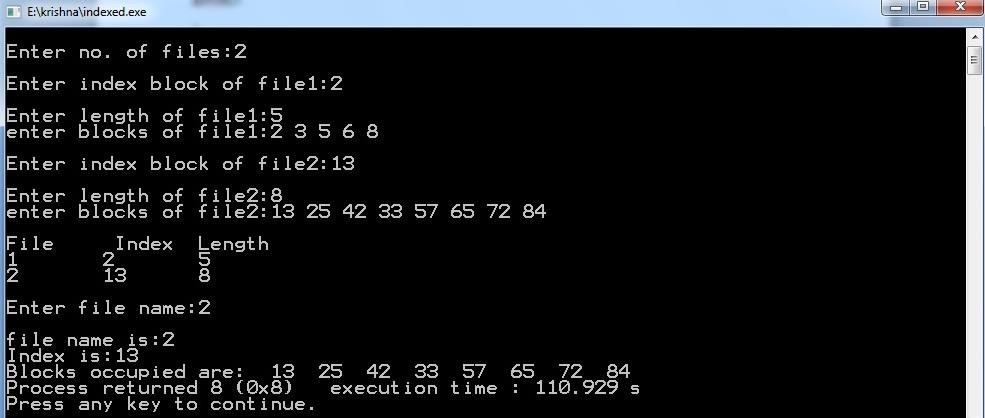 E:\krishna\indexed.exe
Enter no. of files:2
Enter index block of file1:2
Enter length of file1:5
enter blocks of file1:2 3 5 6 8
Enter index block of file2:13
Enter length of file2:8
enter blocks of file2:13 25 42 33 57 65 72 84
File Index Length
1 2 5
2 13 8
Enter file name:2
file name is:2
Index is:13
Blocks occupied are: 13 25 42 33 57 65 72 84
Process returned 8 (0x8) execution time : 110.929 s
Press any key to continue.